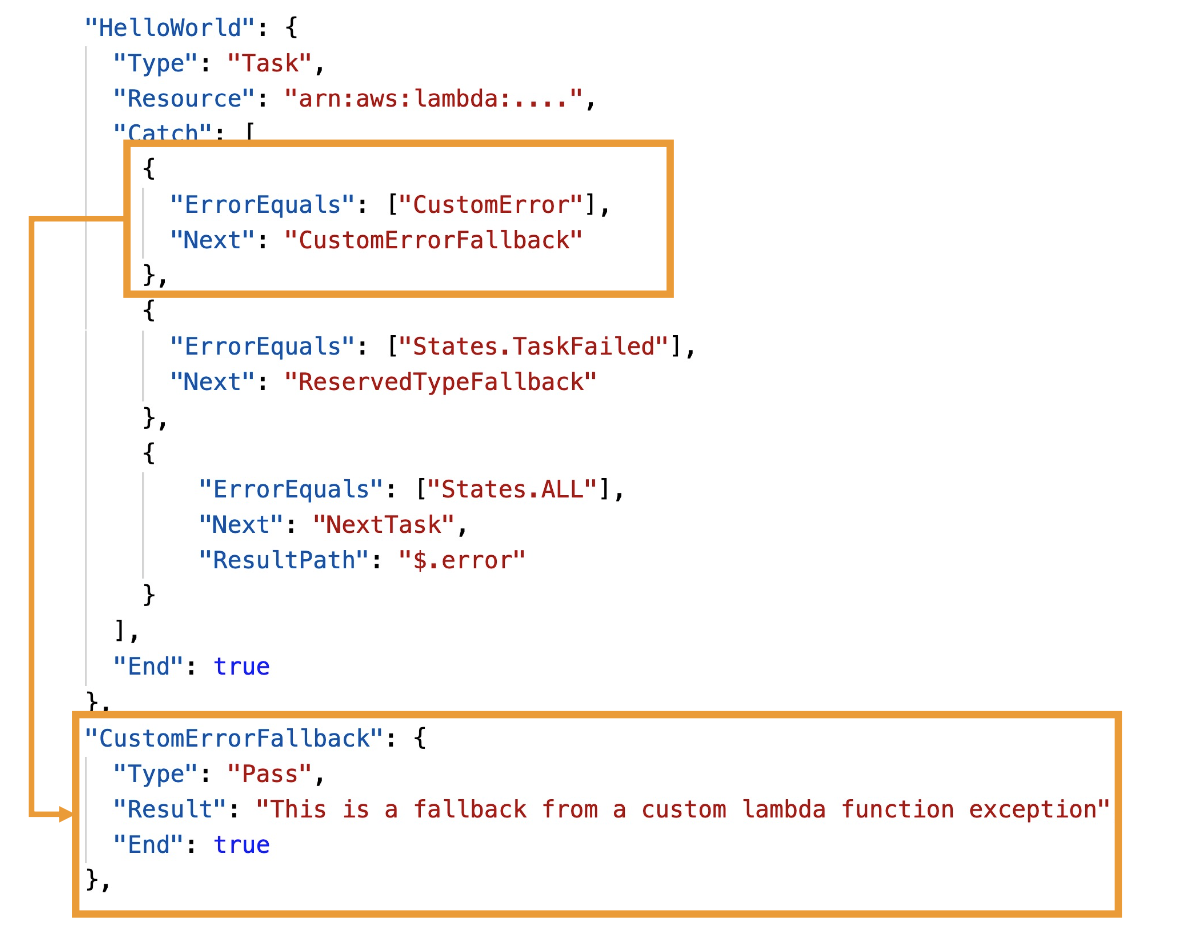 "HelloWorld": {
"Type": "Task",
"Resource": "arn:aws:lambda:....",
"Catch": [
{
"ErrorEquals": ["CustomError"],
"Next": "CustomErrorFallback"
},
{
"ErrorEquals": ["States.TaskFailed"],
"Next": "ReservedTypeFallback"
},
{
"ErrorEquals": ["States.ALL"],
"Next": "NextTask",
"ResultPath": "$.error"
}
],
"End": true
},
"CustomErrorFallback": {
"Type": "Pass",
"Result": "This is a fallback from a custom lambda function exception"
"End": true
},